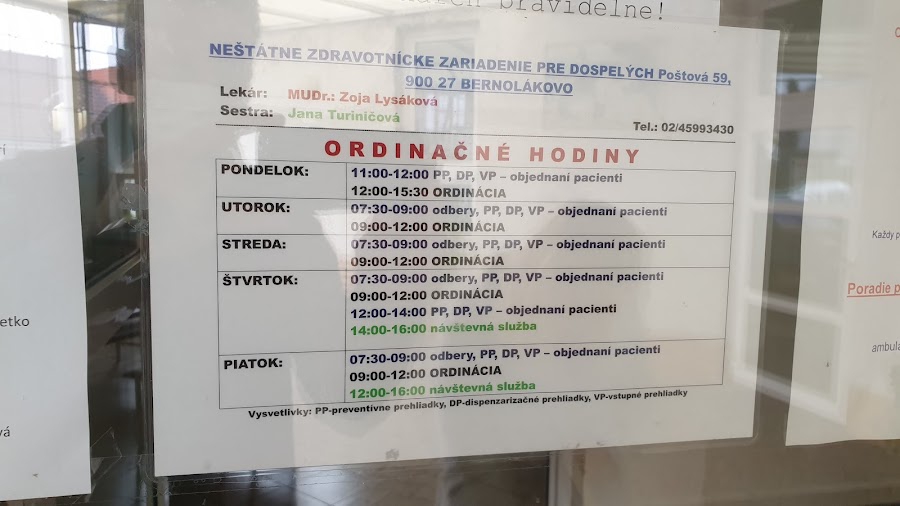 bravidelne!
NEŠTÁTNE ZDRAVOTNÍCKE ZARIADENIE PRE DOSPELÝCH Poštová 59,
900 27 BERNOLÁKOVO
Lekár: MUDr.: Zoja Lysáková
Sestra: Jana Turiničová
Tel.: 02/45993430
ORDINAČNÉ HODINY
PONDELOK: 11:00-12:00 PP, DP, VP – objednaní pacienti
12:00-15:30 ORDINÁCIA
UTOROK: 07:30-09:00 odbery, PP, DP, VP – objednaní pacienti
09:00-12:00 ORDINÁCIA
STREDA: 07:30-09:00 odbery, PP, DP, VP – objednaní pacienti
09:00-12:00 ORDINÁCIA
ŠTVRTOK: 07:30-09:00 odbery, PP, DP, VP – objednaní pacienti
09:00-12:00 ORDINÁCIA
12:00-14:00 PP, DP, VP – objednaní pacienti
14:00-16:00 návštevná služba
PIATOK: 07:30-09:00 odbery, PP, DP, VP – objednaní pacienti
09:00-12:00 ORDINÁCIA
12:00-16:00 návštevná služba
Vysvetlivky: PP-preventívne prehliadky, DP-dispenzarizačné prehliadky, VP-vstupné prehliadky
etko
vá
Každy p
Poradie p
ambula